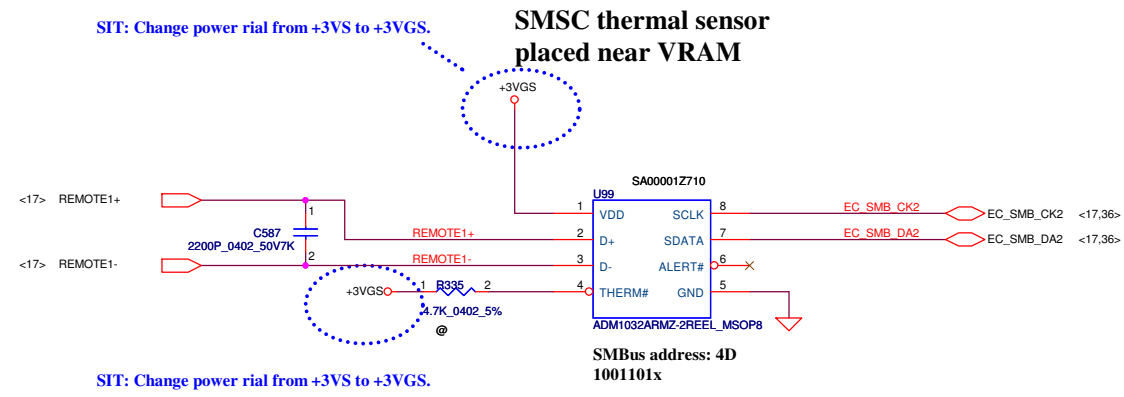 SIT: Change power rial from +3VS to +3VGS.
SMSC thermal sensor
placed near VRAM
+3VGS
SA00001Z710
U99
<17> REMOTE1+
1
C587
2200P_0402_50V7K
2
<17> REMOTE1-
REMOTE1+
REMOTE1-
1 VDD
2 D+
3 D-
4 THERM#
SCLK 8
SDATA 7
ALERT# 6
GND 5
EC_SMB_CK2
EC_SMB_CK2 <17,36>
EC_SMB_DA2
EC_SMB_DA2 <17,36>
+3VGS
1 R335 2
4.7K_0402_5%
@
ADM1032ARMZ-2REEL_MSOP8
SMBus address: 4D
1001101x
SIT: Change power rial from +3VS to +3VGS.